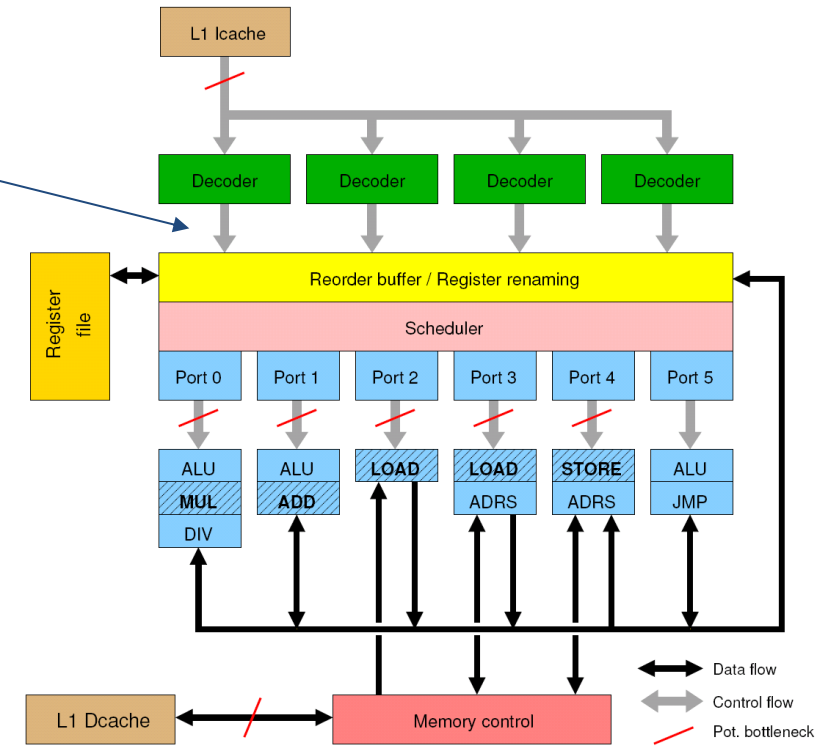 L1 Icache
Decoder
Decoder
Decoder
Decoder
Register
file
Reorder buffer / Register renaming
Scheduler
Port 0
Port 1
Port 2
Port 3
Port 4
Port 5
ALU
MUL
DIV
ALU
ADD
LOAD
LOAD
ADRS
STORE
ADRS
ALU
JMP
L1 Dcache
Memory control
Data flow
Control flow
Pot. bottleneck